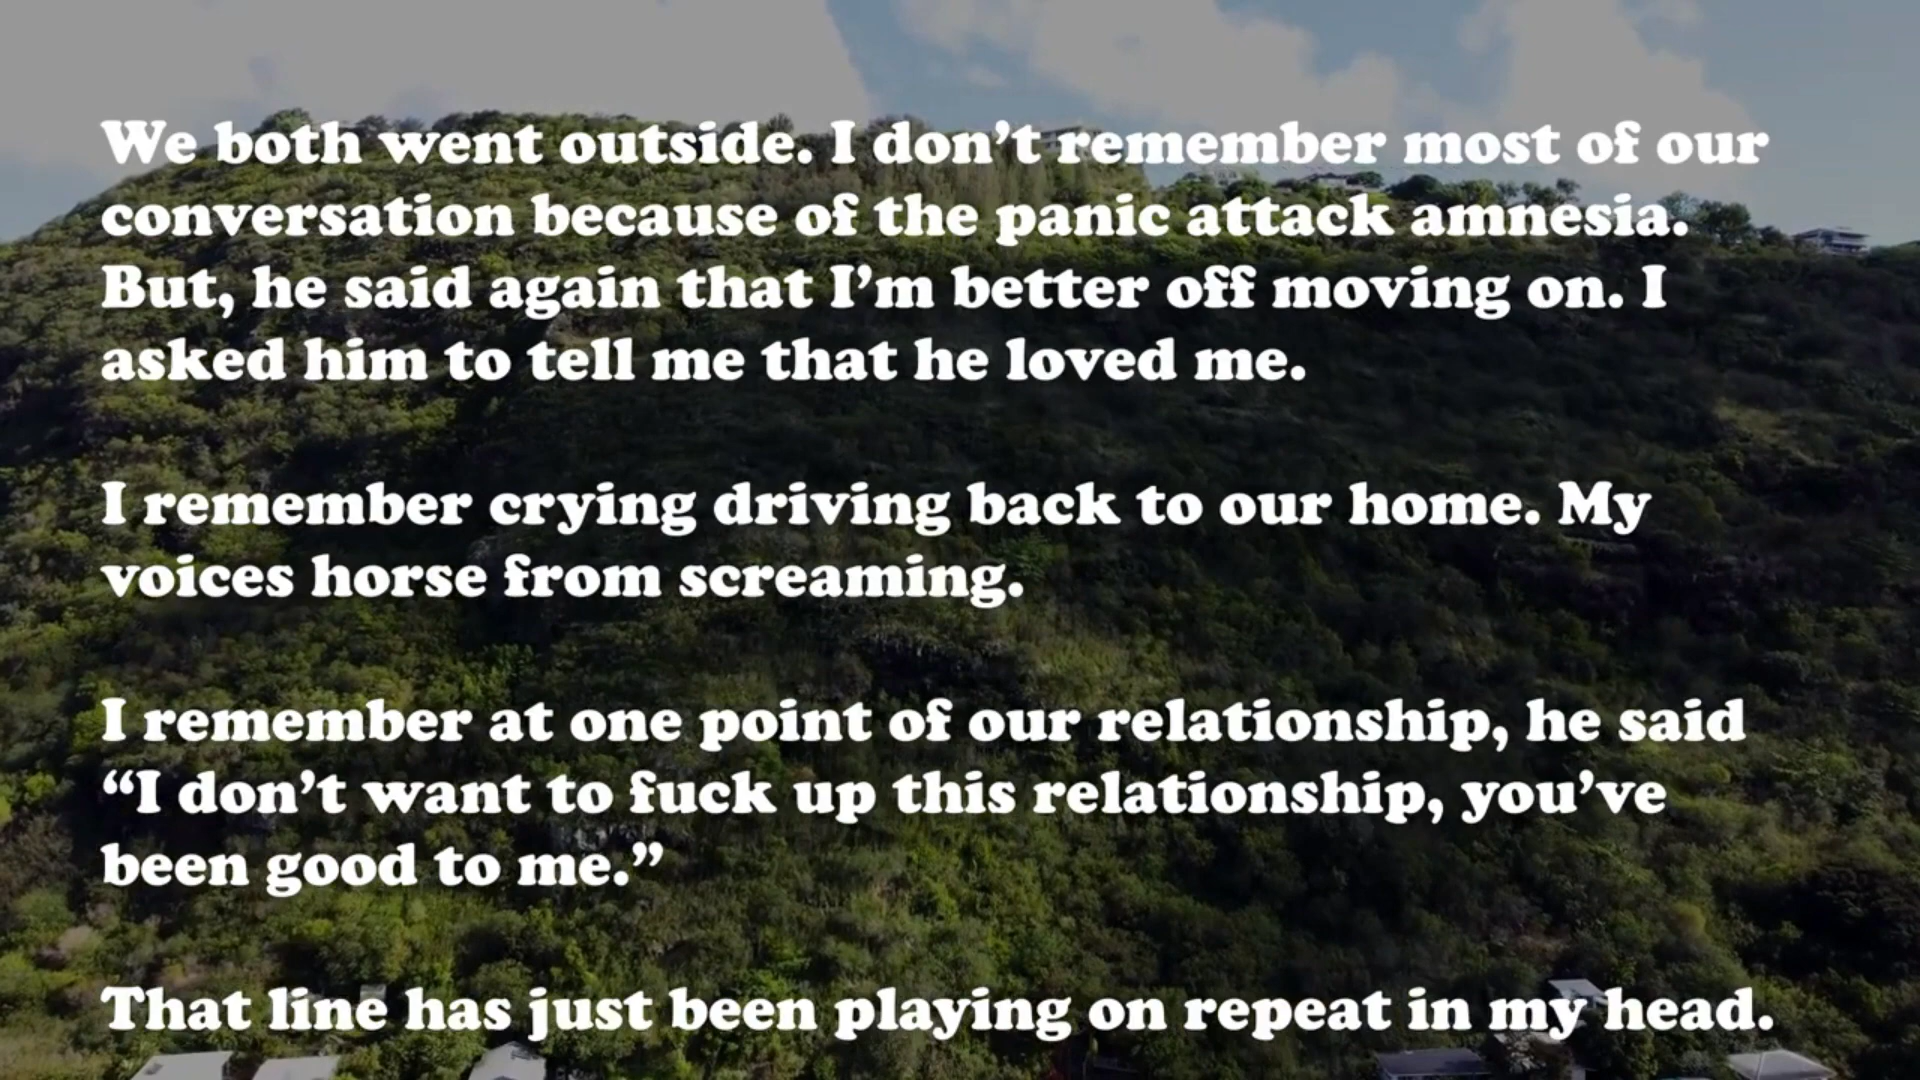 We both went outside. I don’t remember most of our
conversation because of the panic attack amnesia.
But, he said again that I’m better off moving on. I
asked him to tell me that he loved me.
I remember crying driving back to our home. My
voices horse from screaming.
I remember at one point of our relationship, he said
“I don’t want to fuck up this relationship, you’ve
been good to me.”
That line has just been playing on repeat in my head.